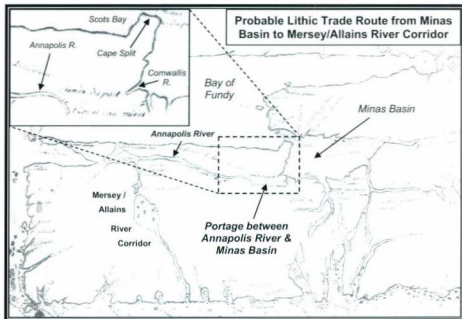 Probable Lithic Trade Route from Minas
Basin to Mersey/Allains River Corridor
Scots Bay
Annapolis R.
Cape Split
Cornwallis
R.
Bay of
Fundy
Minas Basin
Annapolis River
Mersey /
Allains
River
Corridor
Portage between
Annapolis River &
Minas Basin